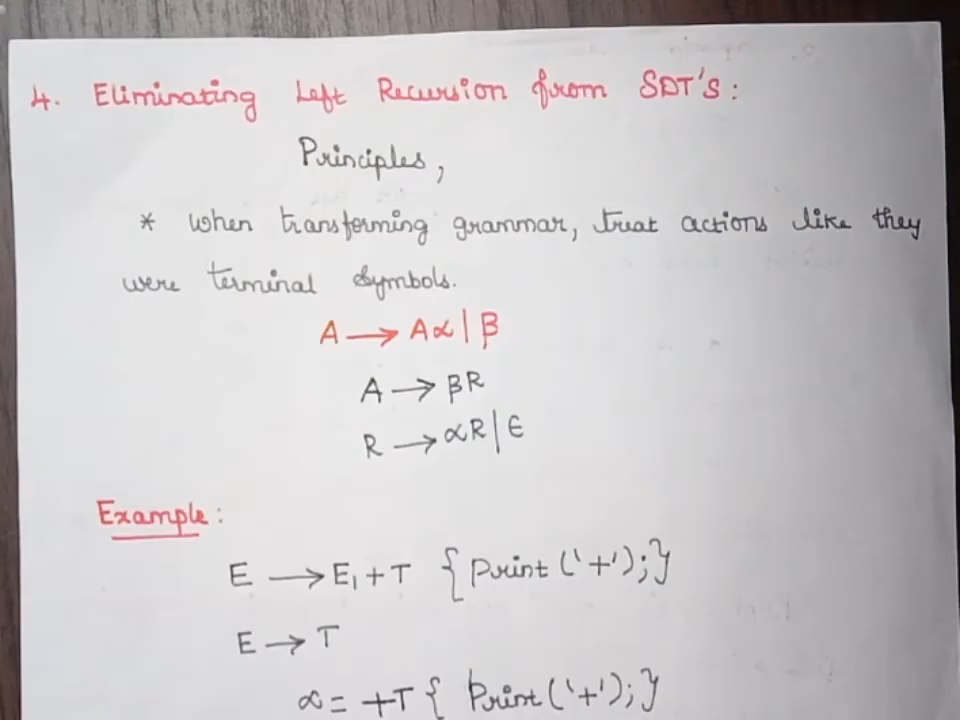 4. Eliminating Left Recursion from SDT's:
Principles,
* When transforming grammar, treat actions like they
were terminal Symbols.
A → Aα | β
A → βR
R → αR | ϵ
Example:
E → E₁ + T { Print ('+'); }
E → T
α = +T { Print ('+'); }